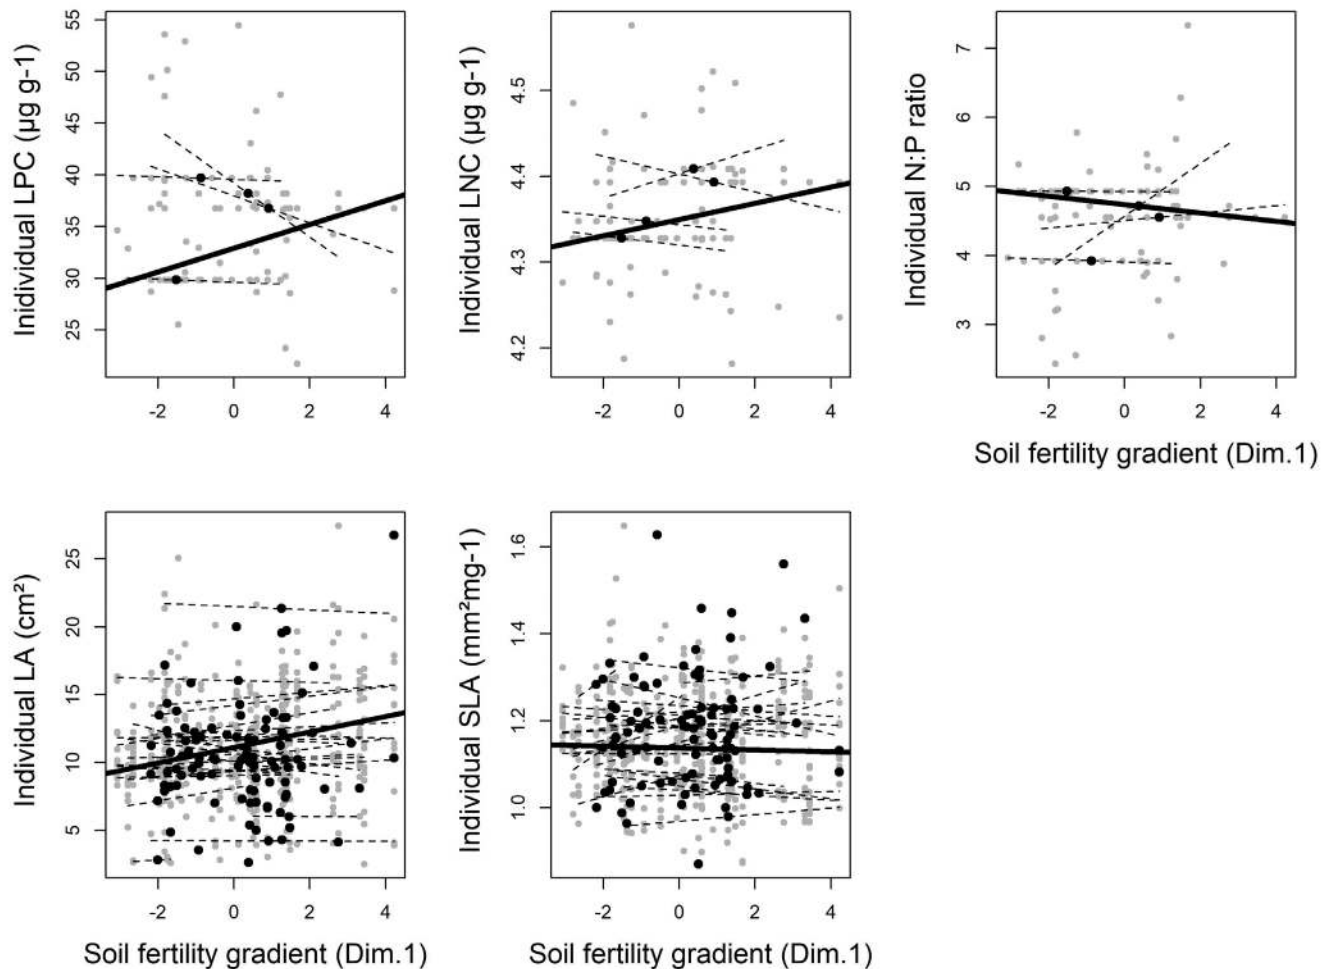 Inidividual LPC (µg g-1)
55
50
45
40
35
30
25
-2 0 2 4
Individual LNC (µg g-1)
4.5
4.4
4.3
4.2
-2 0 2 4
Individual N:P ratio
7
6
5
4
3
-2 0 2 4
Soil fertility gradient (Dim.1)
Individual LA (cm²)
25
20
15
10
5
-2 0 2 4
Soil fertility gradient (Dim.1)
Individual SLA (mm²mg-1)
1.6
1.4
1.2
1.0
-2 0 2 4
Soil fertility gradient (Dim.1)